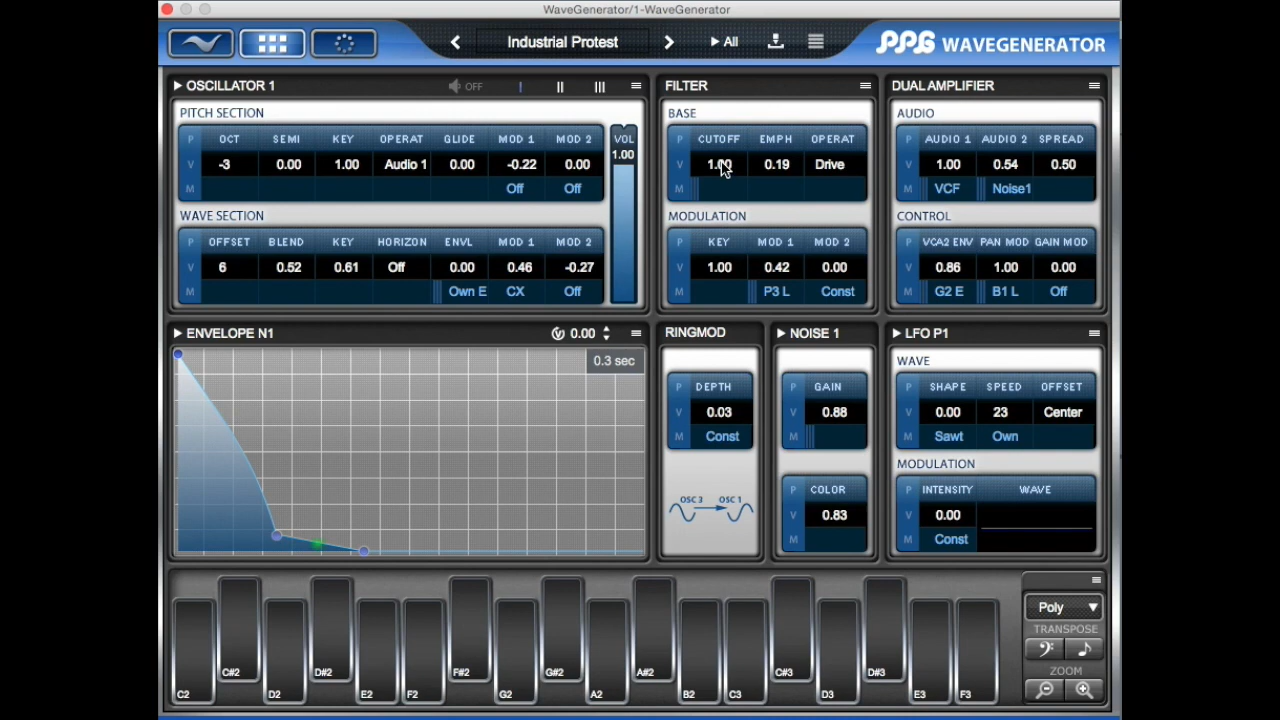 WaveGenerator/1-WaveGenerator
Industrial Protest
All
PPG WAVEGENERATOR
OSCILLATOR 1
OFF
I
II
III
PITCH SECTION
P OCT SEMI KEY OPERAT GLIDE MOD 1 MOD 2
V -3 0.00 1.00 Audio 1 0.00 -0.22 0.00
M Off Off
VOL
1.00
WAVE SECTION
P OFFSET BLEND KEY HORIZON ENVL MOD 1 MOD 2
V 6 0.52 0.61 Off 0.00 0.46 -0.27
M Own E CX Off
FILTER
BASE
P CUTOFF EMPH OPERAT
V 1.00 0.19 Drive
M
MODULATION
P KEY MOD 1 MOD 2
V 1.00 0.42 0.00
M P3 L Const
DUAL AMPLIFIER
AUDIO
P AUDIO 1 AUDIO 2 SPREAD
V 1.00 0.54 0.50
M VCF Noise1
CONTROL
P VCA2 ENV PAN MOD GAIN MOD
V 0.86 1.00 0.00
M G2 E B1 L Off
ENVELOPE N1
0.00
0.3 sec
RINGMOD
P DEPTH
V 0.03
M Const
OSC 3 OSC 1
NOISE 1
P GAIN
V 0.88
M
P COLOR
V 0.83
M
LFO P1
WAVE
P SHAPE SPEED OFFSET
V 0.00 23 Center
M Sawt Own
MODULATION
P INTENSITY WAVE
V 0.00
M Const
C#2 D#2 F#2 G#2 A#2 C#3 D#3
C2 D2 E2 F2 G2 A2 B2 C3 D3 E3 F3
Poly
TRANSPOSE
ZOOM